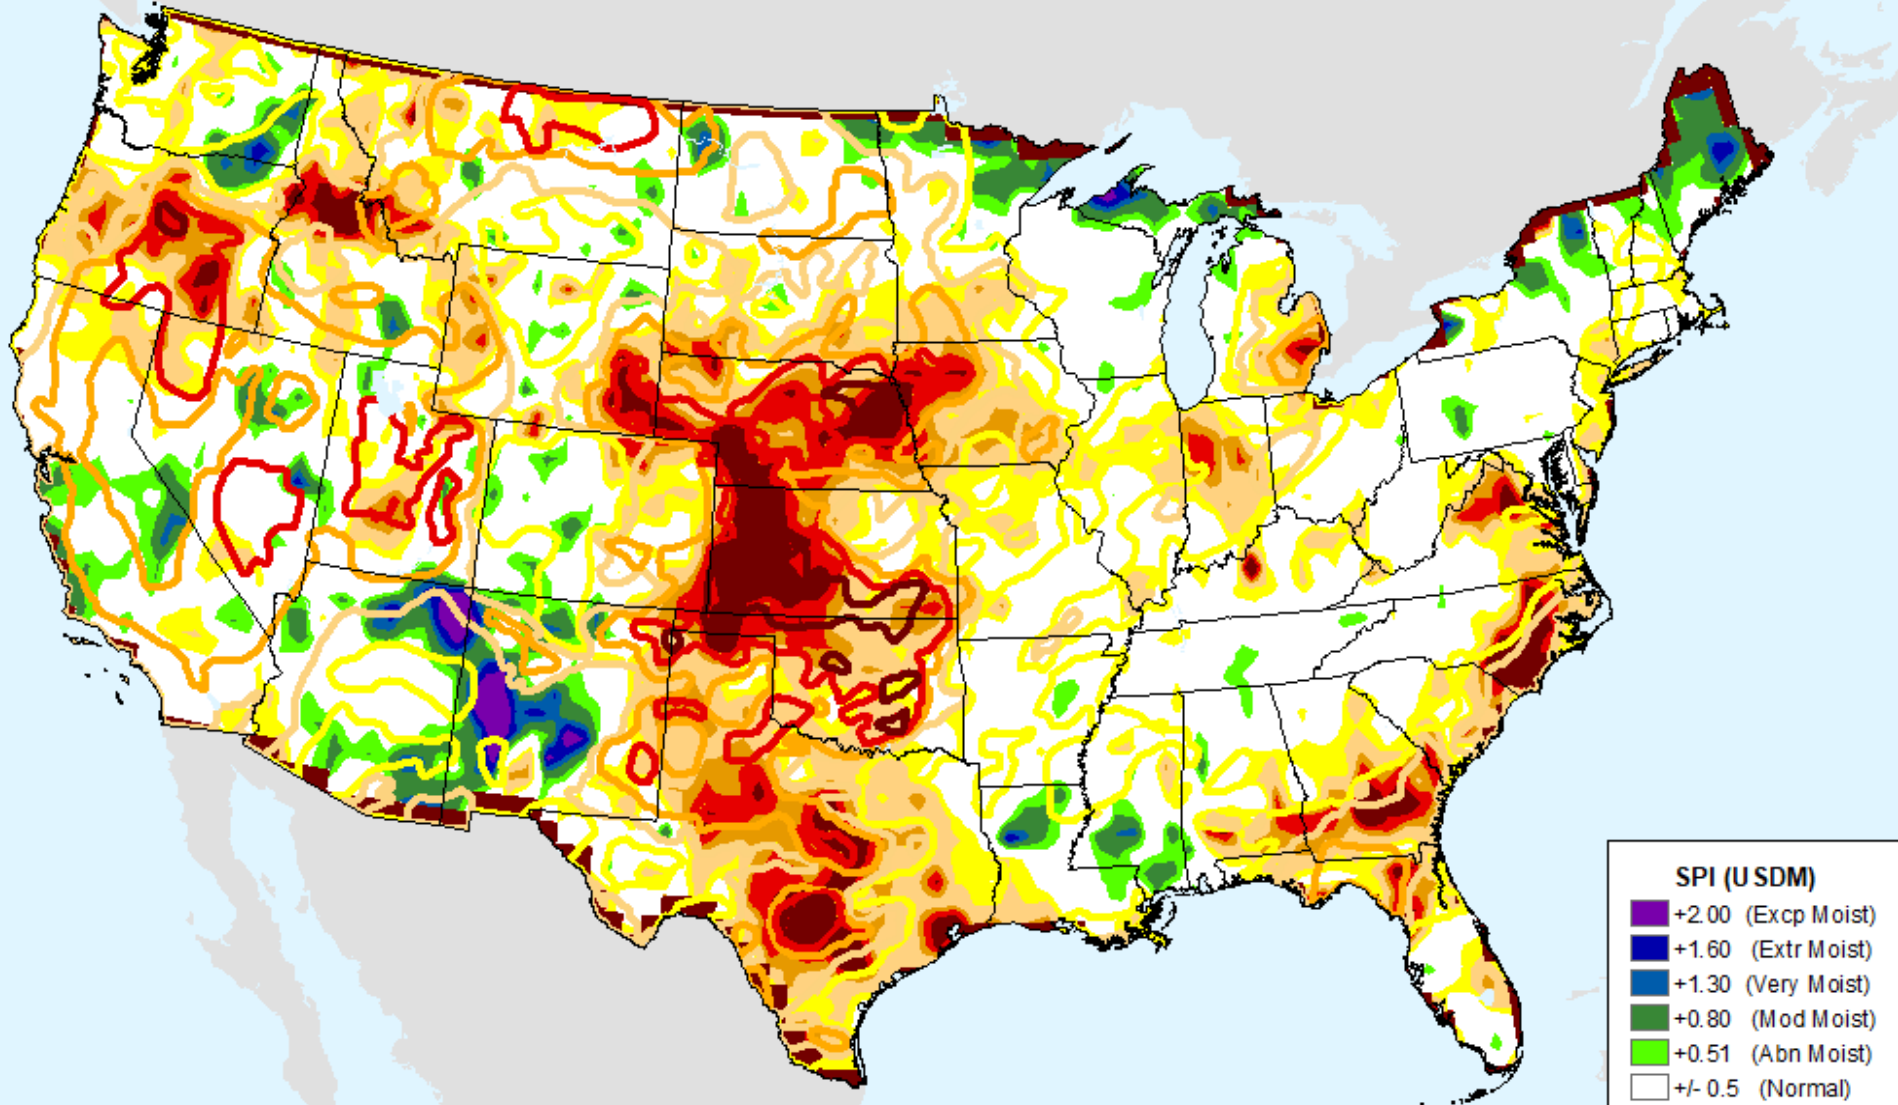 SPI (USDM)
+2.00 (Excp Moist)
+1.60 (Extr Moist)
+1.30 (Very Moist)
+0.80 (Mod Moist)
+0.51 (Abn Moist)
+/- 0.5 (Normal)